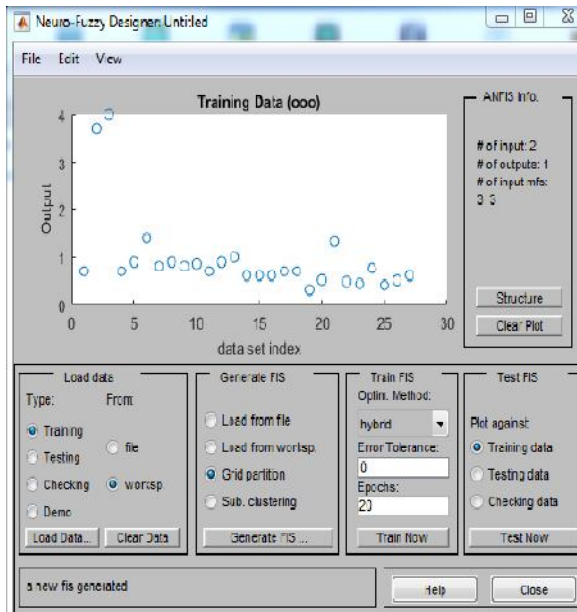 Neuro-Fuzzy Designer: Untitled
File Edit View
Training Data (ooo)
4
3
2
1
0
Output
0 5 10 15 20 25 30
data set index
ANFIS Info.
# of input: 2
# of outputs: 1
# of input mfs:
3 3
Structure
Clear Plot
Load data
Type: From:
Training
Testing
Checking
Demo
file
worksp.
Load Data... Clear Data
Generate FIS
Load from file
Load from worksp.
Grid partition
Sub. clustering
Generate FIS ...
Train FIS
Optim. Method:
hybrid
Error Tolerance:
0
Epochs:
20
Train Now
Test FIS
Plot against:
Training data
Testing data
Checking data
Test Now
a new fis generated
Help Close